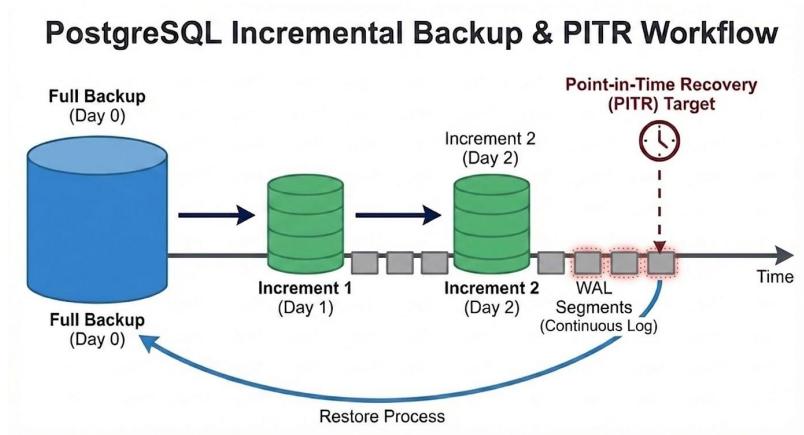 PostgreSQL Incremental Backup & PITR Workflow
Full Backup
(Day 0)
Increment 2
(Day 2)
Point-in-Time Recovery
(PITR) Target
Full Backup
(Day 0)
Increment 1
(Day 1)
Increment 2
(Day 2)
WAL
Segments
(Continuous Log)
Time
Restore Process